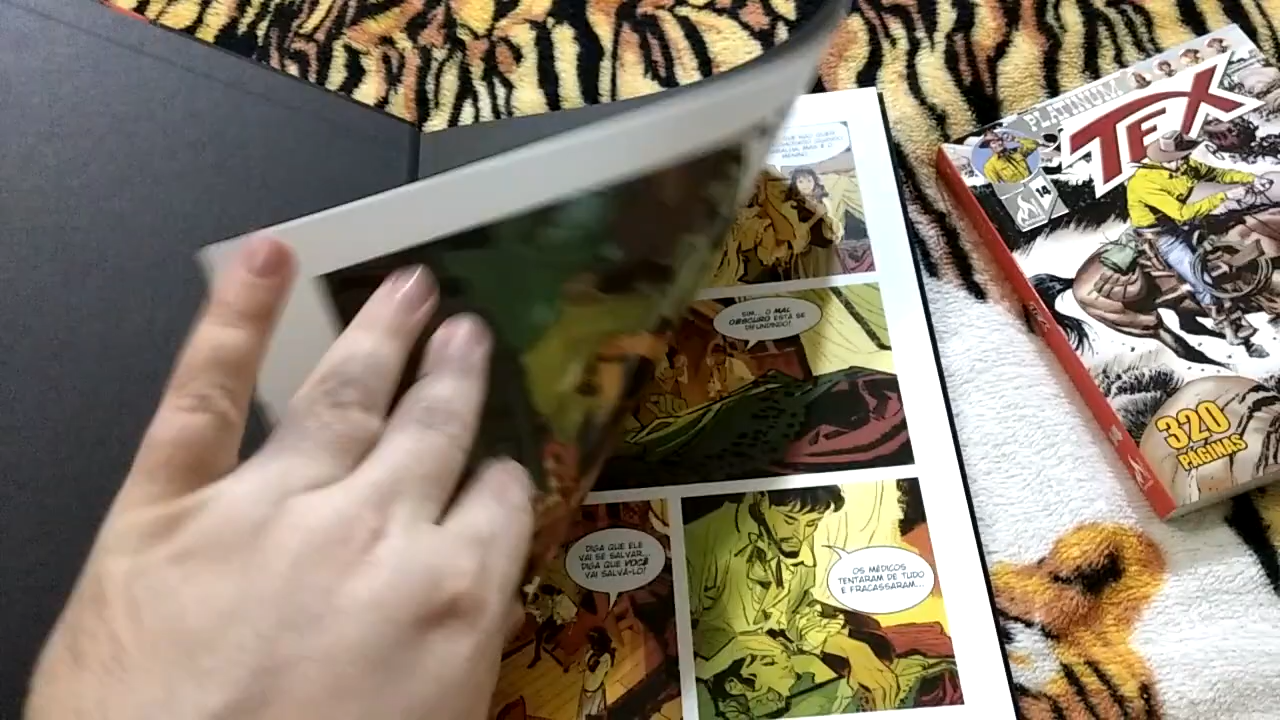 MENINO!
SIM... O MAL
OBSCURO ESTÁ SE
DIFUNDINDO!
DIGA QUE ELE
VAI SE SALVAR...
DIGA QUE VOCÊ
VAI SALVÁ-LO!
OS MÉDICOS
TENTARAM DE TUDO
E FRACASSARAM...
PLATINUM
TEX
14
320
PÁGINAS